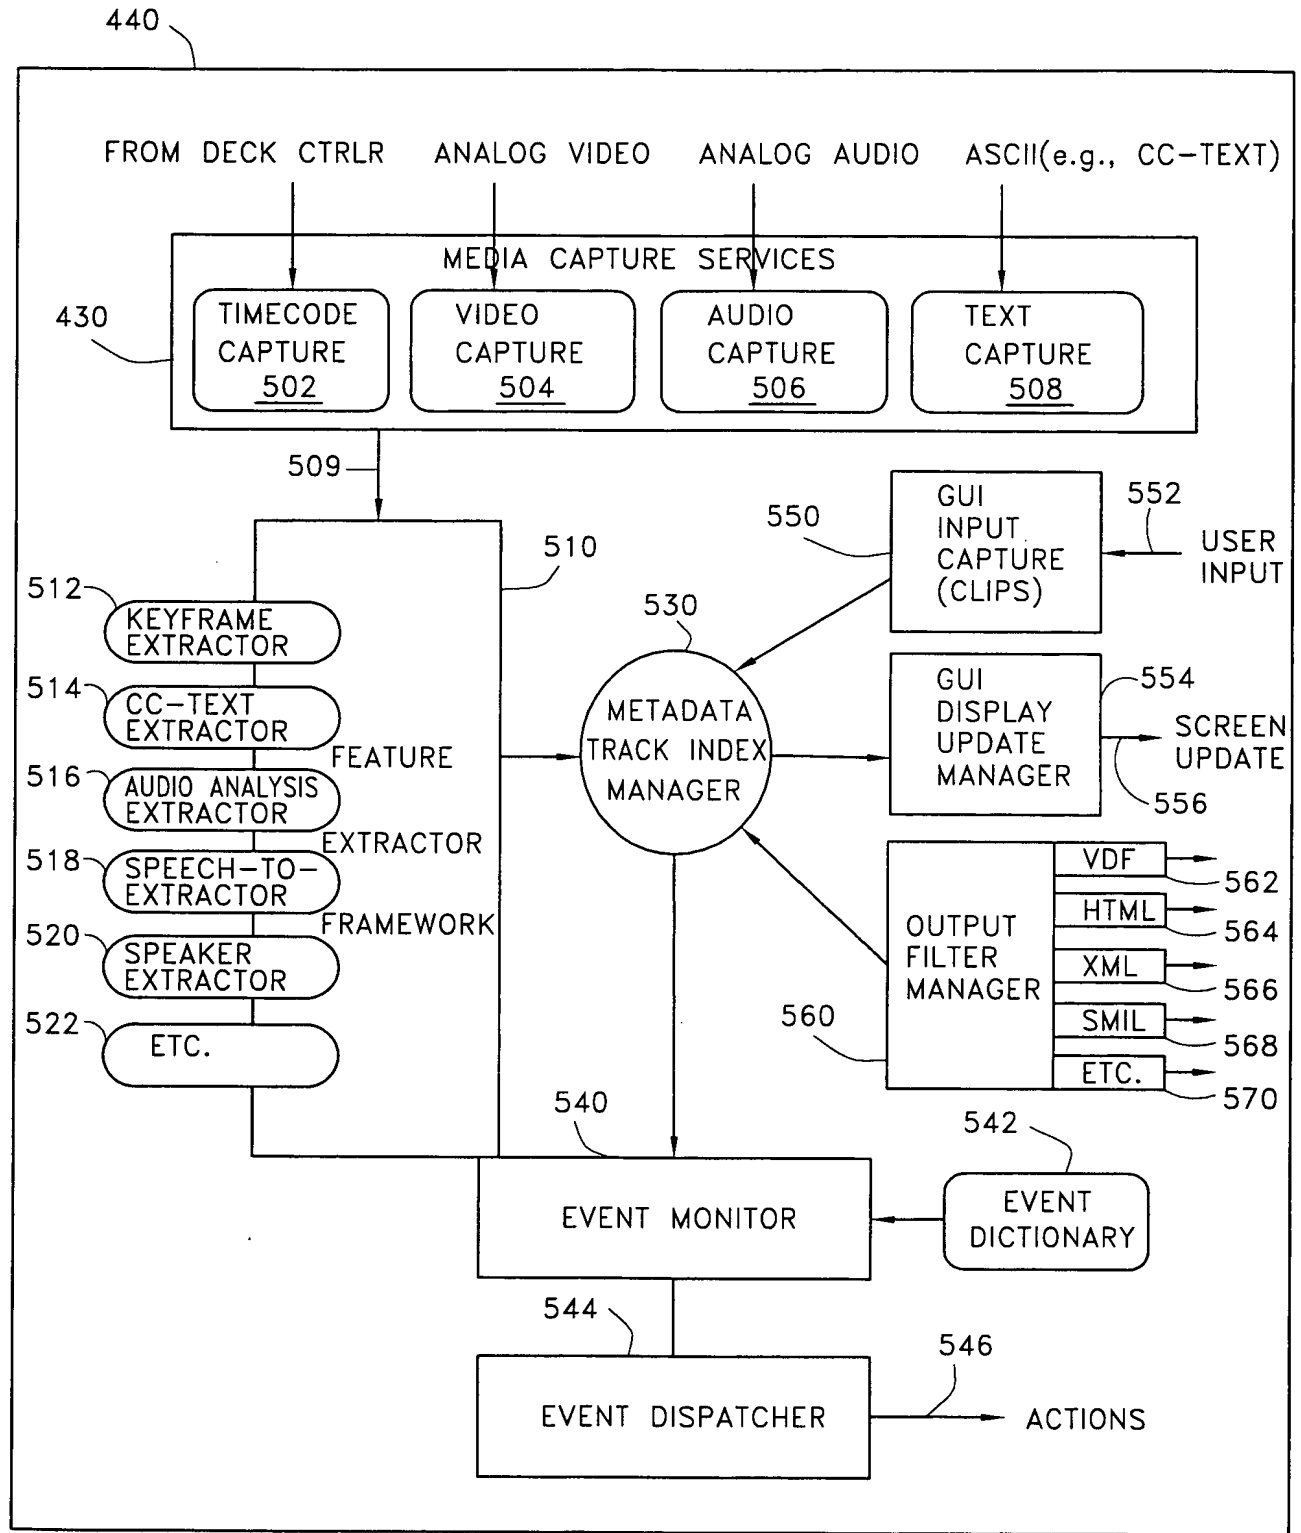 440
FROM DECK CTRLR
ANALOG VIDEO
ANALOG AUDIO
ASCII(e.g., CC-TEXT)
MEDIA CAPTURE SERVICES
430
TIMECODE
CAPTURE
502
VIDEO
CAPTURE
504
AUDIO
CAPTURE
506
TEXT
CAPTURE
508
509
510
512
KEYFRAME
EXTRACTOR
514
CC-TEXT
EXTRACTOR
516
AUDIO ANALYSIS
EXTRACTOR
518
SPEECH-TO-
EXTRACTOR
520
SPEAKER
EXTRACTOR
522
ETC.
FEATURE
EXTRACTOR
FRAMEWORK
530
METADATA
TRACK INDEX
MANAGER
550
GUI
INPUT
CAPTURE
(CLIPS)
552
USER
INPUT
GUI
DISPLAY
UPDATE
MANAGER
554
SCREEN
UPDATE
556
OUTPUT
FILTER
MANAGER
560
VDF
562
HTML
564
XML
566
SMIL
568
ETC.
570
540
EVENT MONITOR
542
EVENT
DICTIONARY
544
EVENT DISPATCHER
546
ACTIONS